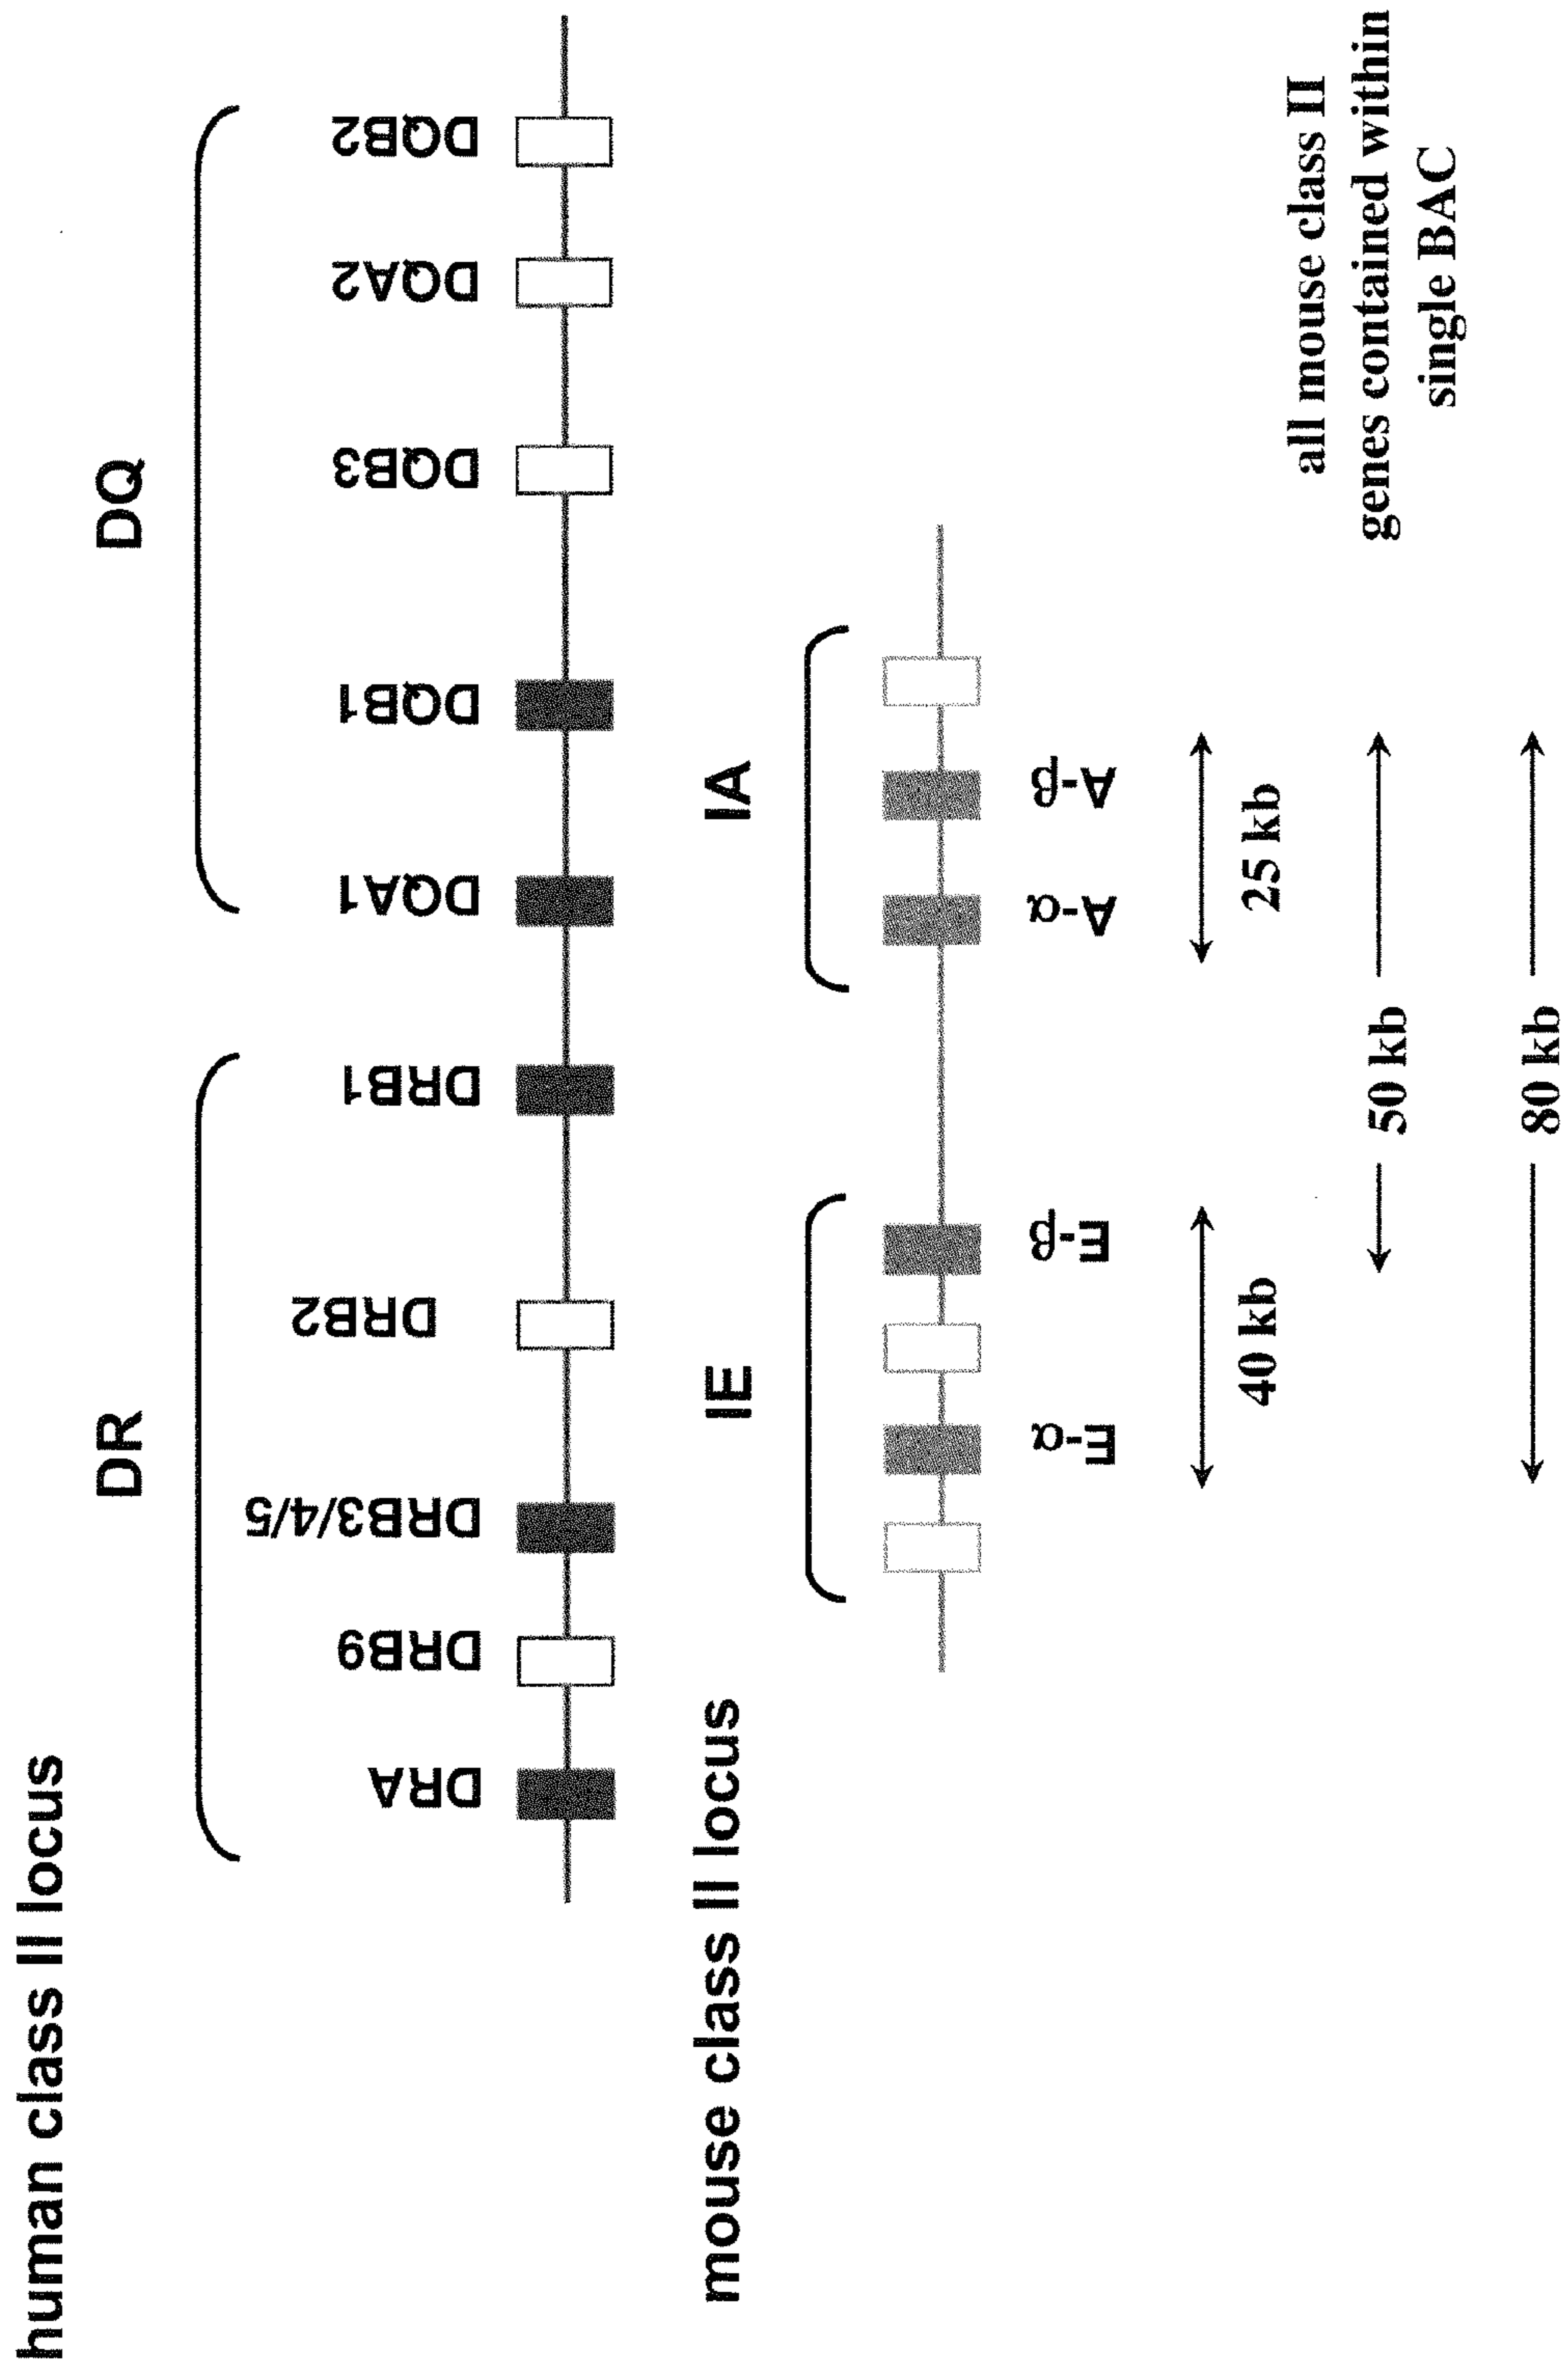 human class II locus
DR
DQ
DRA
DRB9
DRB3/4/5
DRB2
DRB1
DQA1
DQB1
DQB3
DQA2
DQB2
mouse class II locus
IE
IA
E-α
E-β
A-α
A-β
40 kb
25 kb
50 kb
80 kb
all mouse class II
genes contained within
single BAC